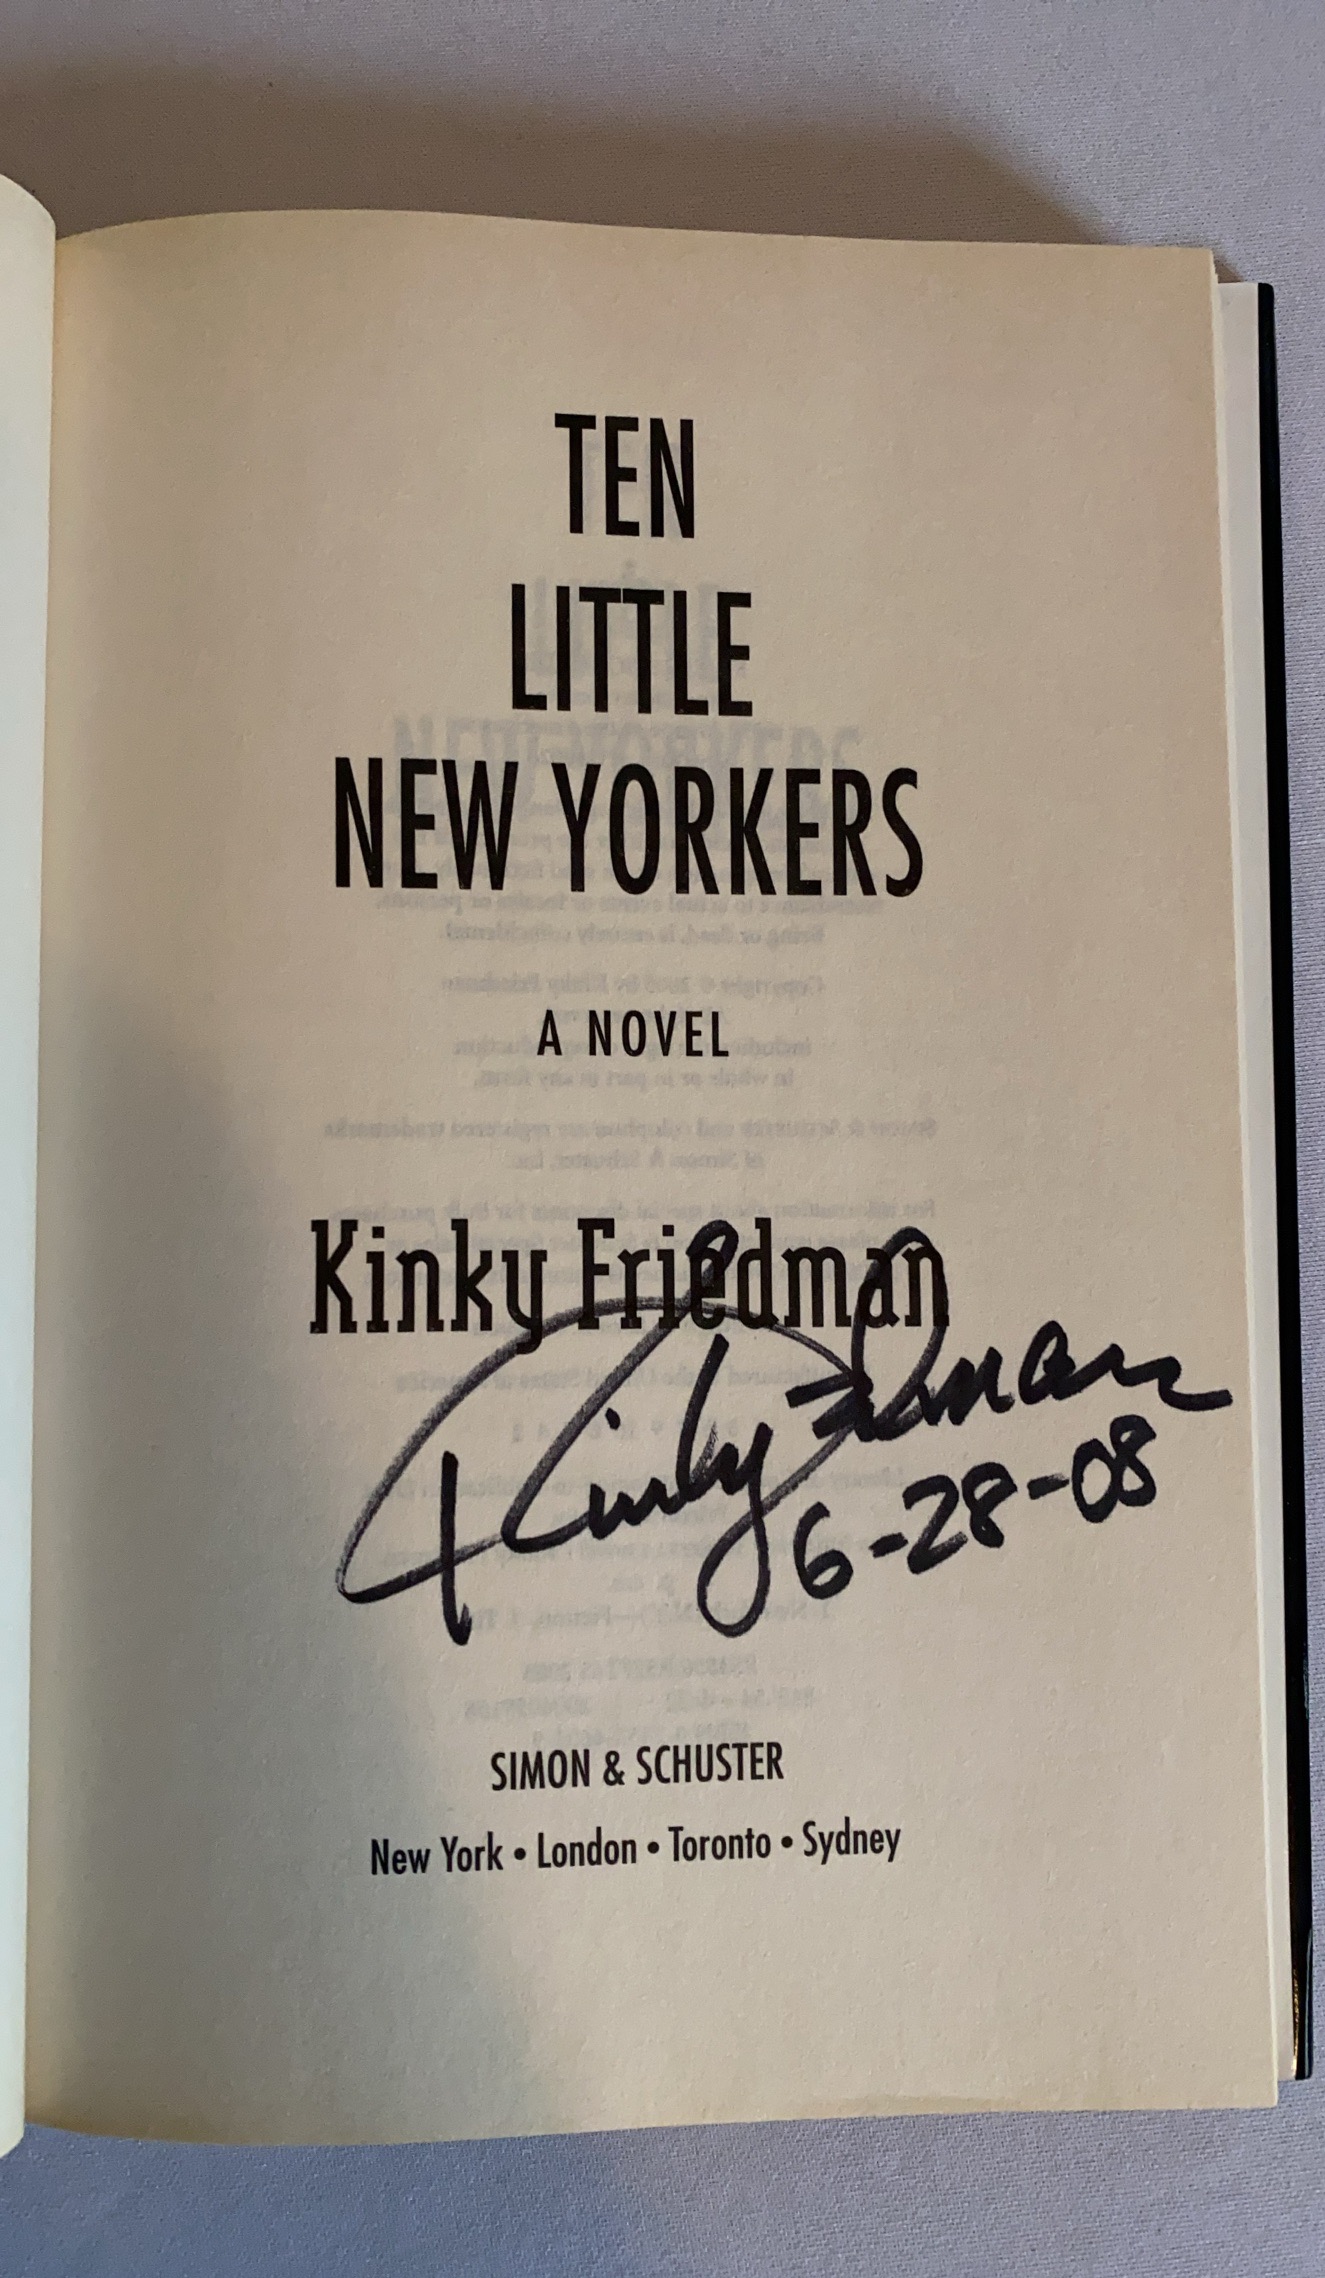 TEN
LITTLE
NEW YORKERS
A NOVEL
Kinky Friedman
Kinky Friedman
6-28-08
SIMON & SCHUSTER
New York • London • Toronto • Sydney